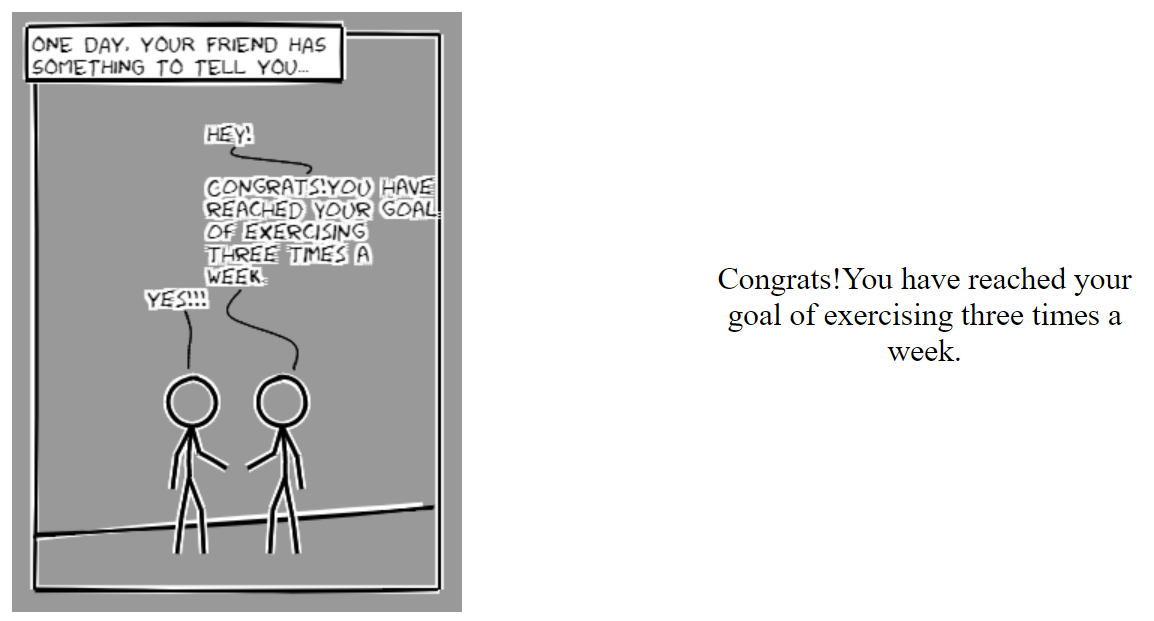 ONE DAY, YOUR FRIEND HAS
SOMETHING TO TELL YOU...
HEY!
CONGRATS!YOU HAVE
REACHED YOUR GOAL
OF EXERCISING
THREE TIMES A
WEEK.
YES!!!
Congrats!You have reached your
goal of exercising three times a
week.